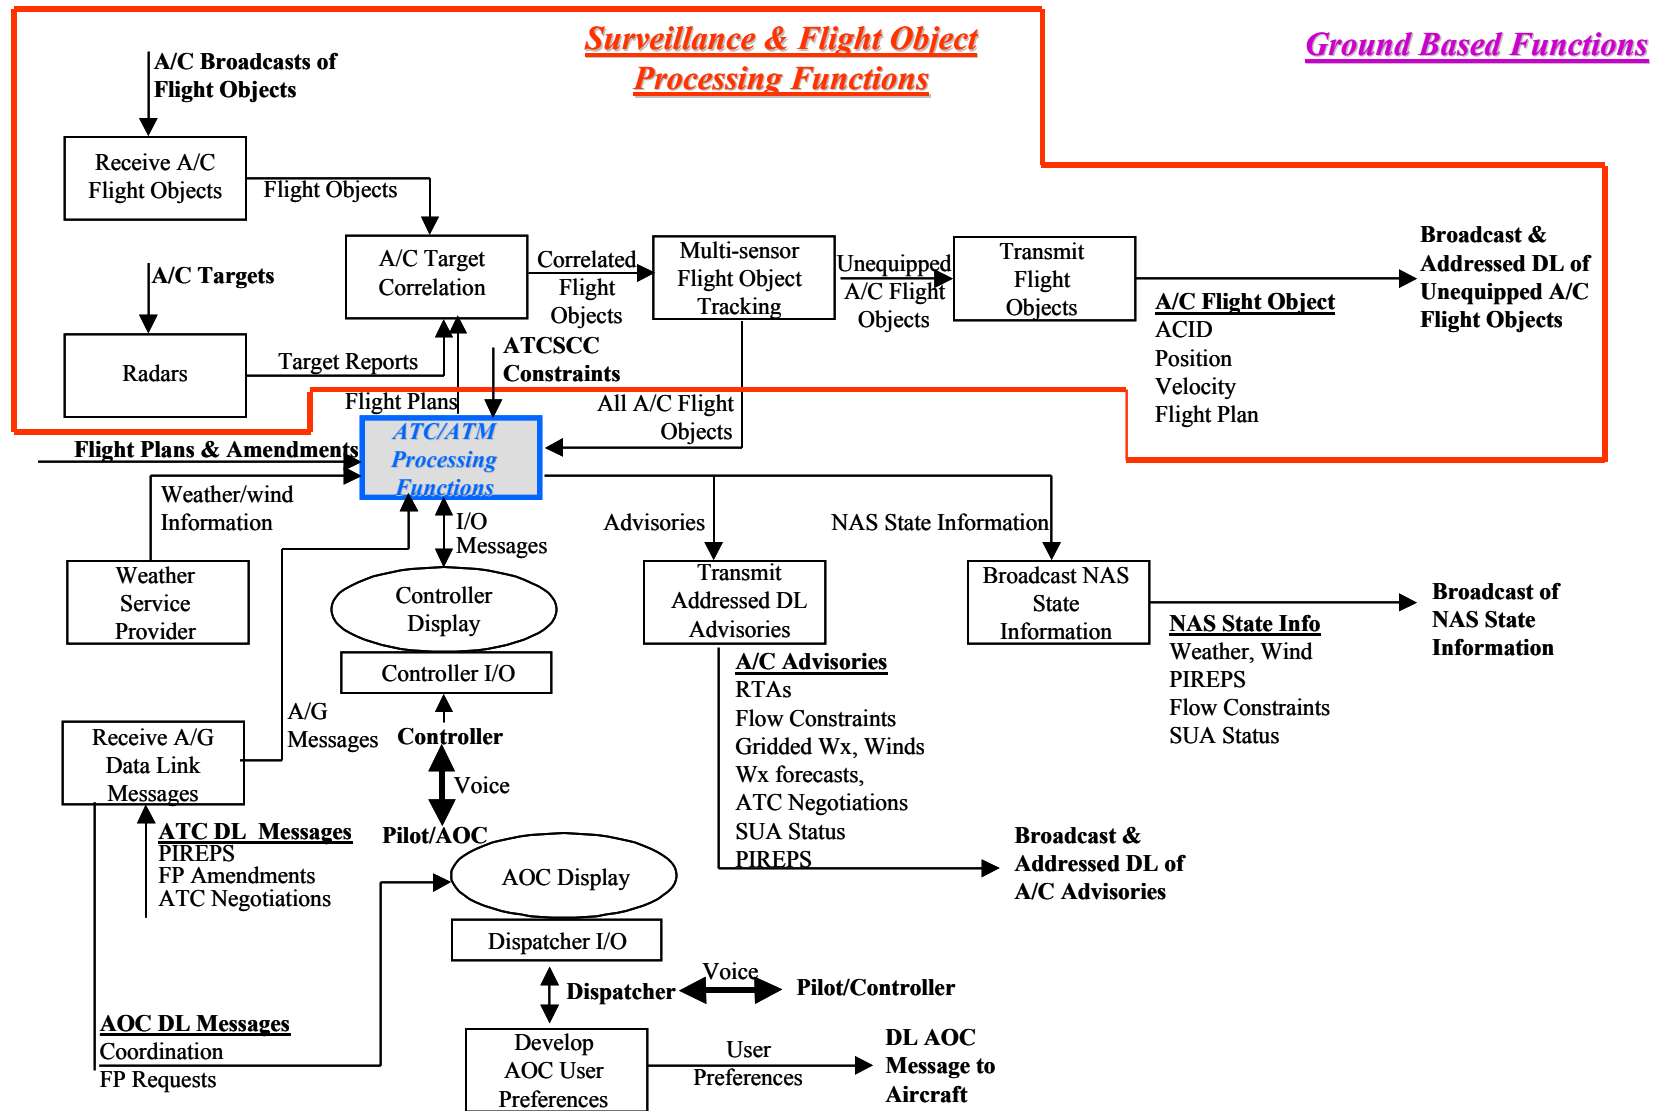 Surveillance & Flight Object
Processing Functions
Ground Based Functions
A/C Broadcasts of
Flight Objects
Receive A/C
Flight Objects
Flight Objects
A/C Targets
Radars
Target Reports
A/C Target
Correlation
Correlated
Flight
Objects
Multi-sensor
Flight Object
Tracking
Unequipped
A/C Flight
Objects
Transmit
Flight
Objects
A/C Flight Object
ACID
Position
Velocity
Flight Plan
Broadcast &
Addressed DL of
Unequipped A/C
Flight Objects
ATCSCC
Constraints
Flight Plans
All A/C Flight
Objects
Flight Plans & Amendments
ATC/ATM
Processing
Functions
Weather/wind
Information
I/O
Messages
Advisories
NAS State Information
Weather
Service
Provider
Controller
Display
Controller I/O
Transmit
Addressed DL
Advisories
Broadcast NAS
State
Information
NAS State Info
Weather, Wind
PIREPS
Flow Constraints
SUA Status
Broadcast of
NAS State
Information
A/C Advisories
RTAs
Flow Constraints
Gridded Wx, Winds
Wx forecasts,
ATC Negotiations
SUA Status
PIREPS
Broadcast &
Addressed DL of
A/C Advisories
A/G
Messages
Receive A/G
Data Link
Messages
Controller
Voice
Pilot/AOC
ATC DL  Messages
PIREPS
FP Amendments
ATC Negotiations
AOC Display
Dispatcher I/O
Dispatcher
Voice
Pilot/Controller
AOC DL Messages
Coordination
FP Requests
Develop
AOC User
Preferences
User
Preferences
DL AOC
Message to
Aircraft